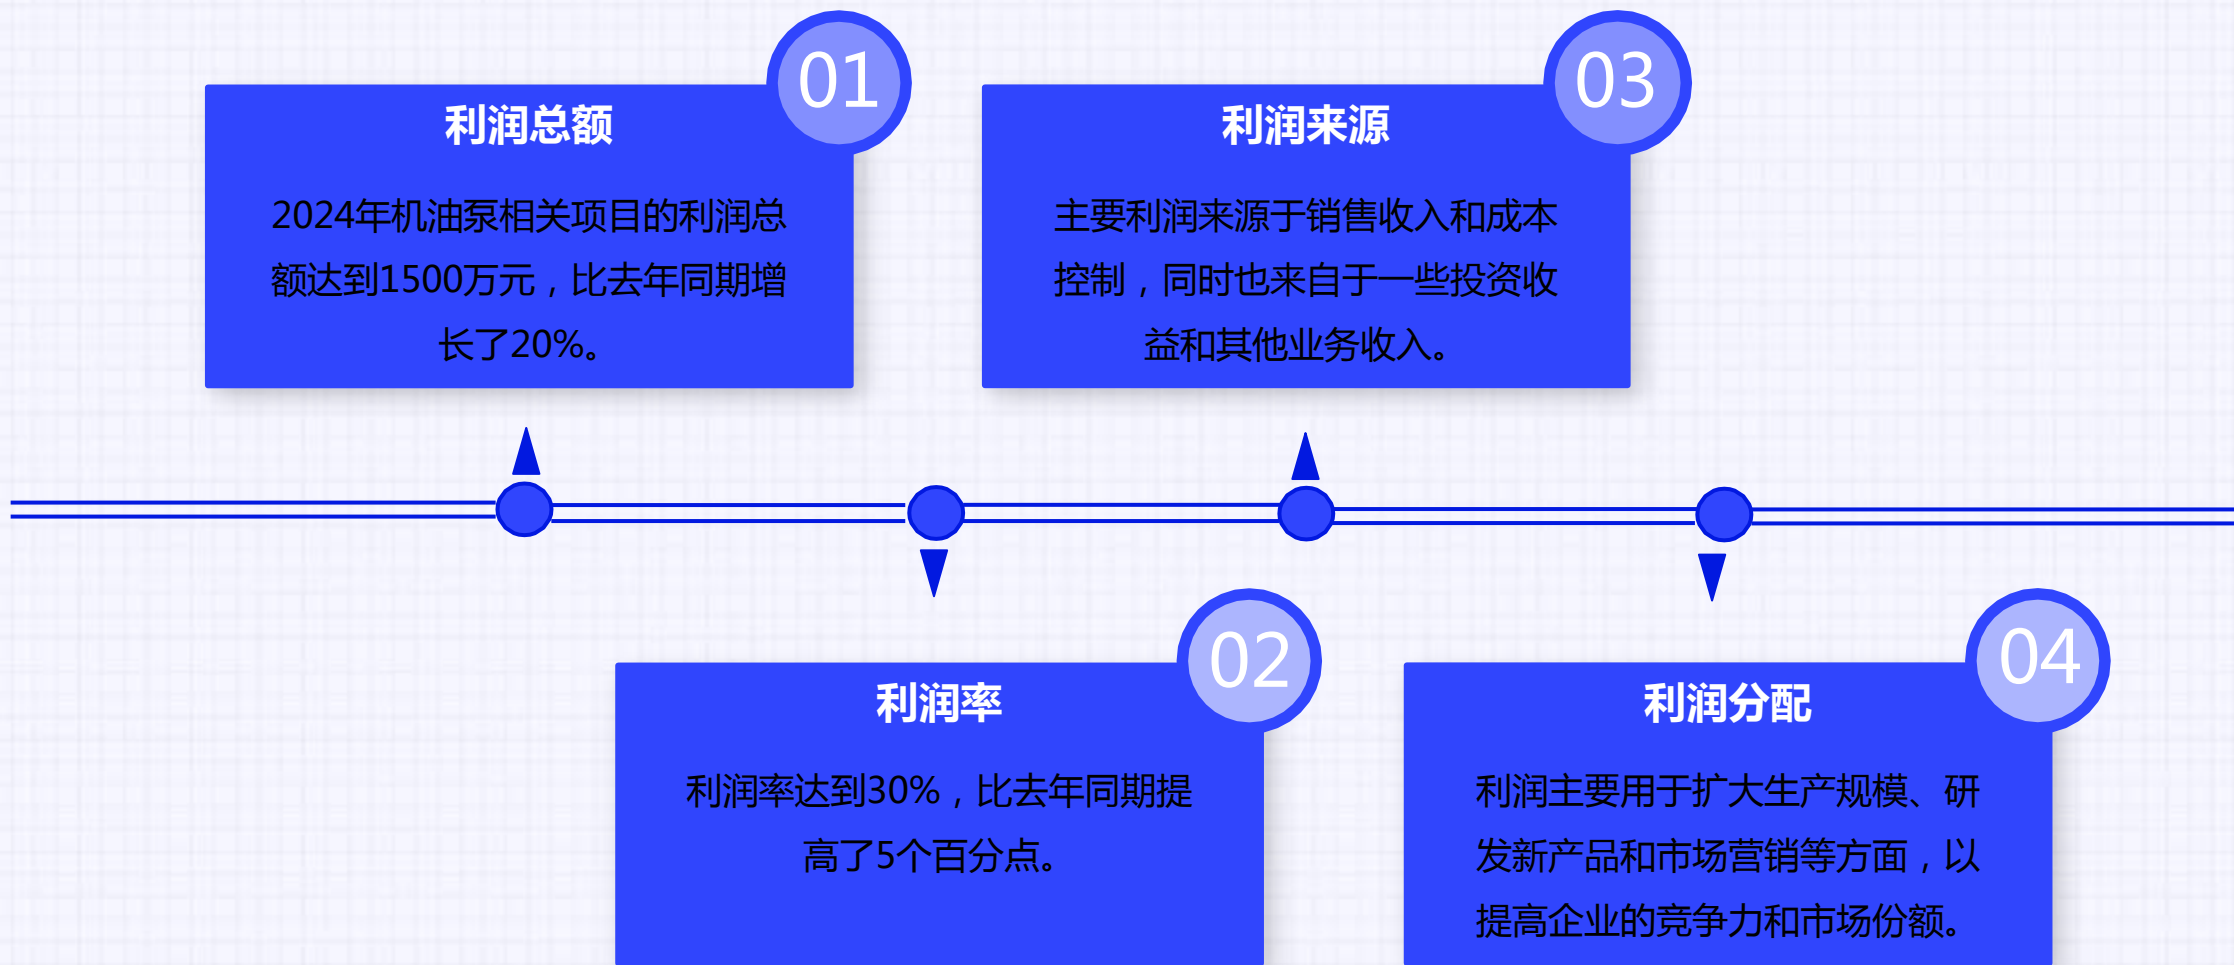 01
利润总额
2024年机油泵相关项目的利润总
额达到1500万元，比去年同期增
长了20%。
02
利润率
利润率达到30%，比去年同期提
高了5个百分点。
03
利润来源
主要利润来源于销售收入和成本
控制，同时也来自于一些投资收
益和其他业务收入。
04
利润分配
利润主要用于扩大生产规模、研
发新产品和市场营销等方面，以
提高企业的竞争力和市场份额。